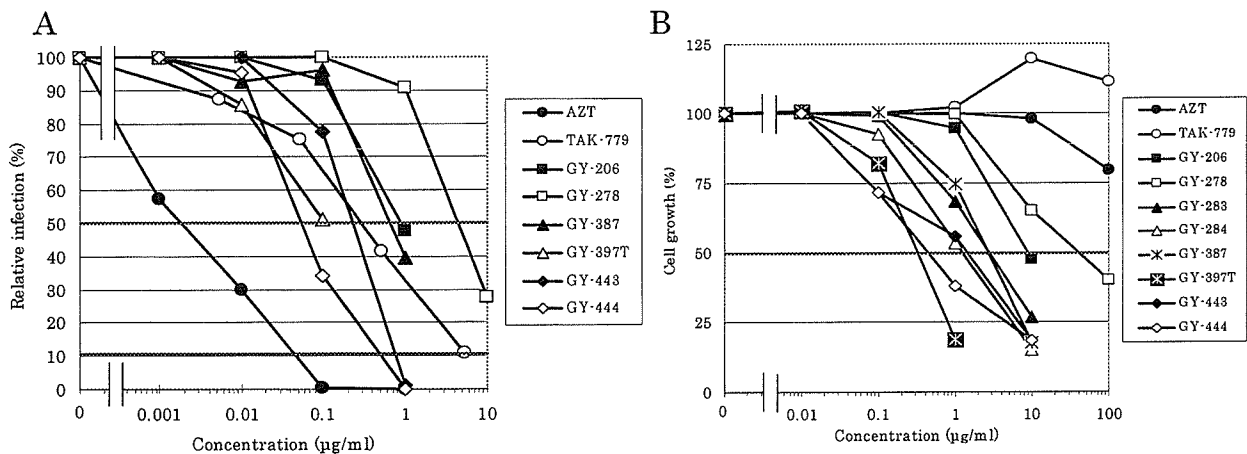 A
Relative infection (%)
100
90
80
70
60
50
40
30
20
10
0
0
0.001
0.01
0.1
1
10
Concentration (µg/ml)
AZT
TAK-779
GY-206
GY-278
GY-387
GY-397T
GY-443
GY-444
B
Cell growth (%)
125
100
75
50
25
0
0
0.01
0.1
1
10
100
Concentration (µg/ml)
AZT
TAK-779
GY-206
GY-278
GY-283
GY-284
GY-387
GY-397T
GY-443
GY-444